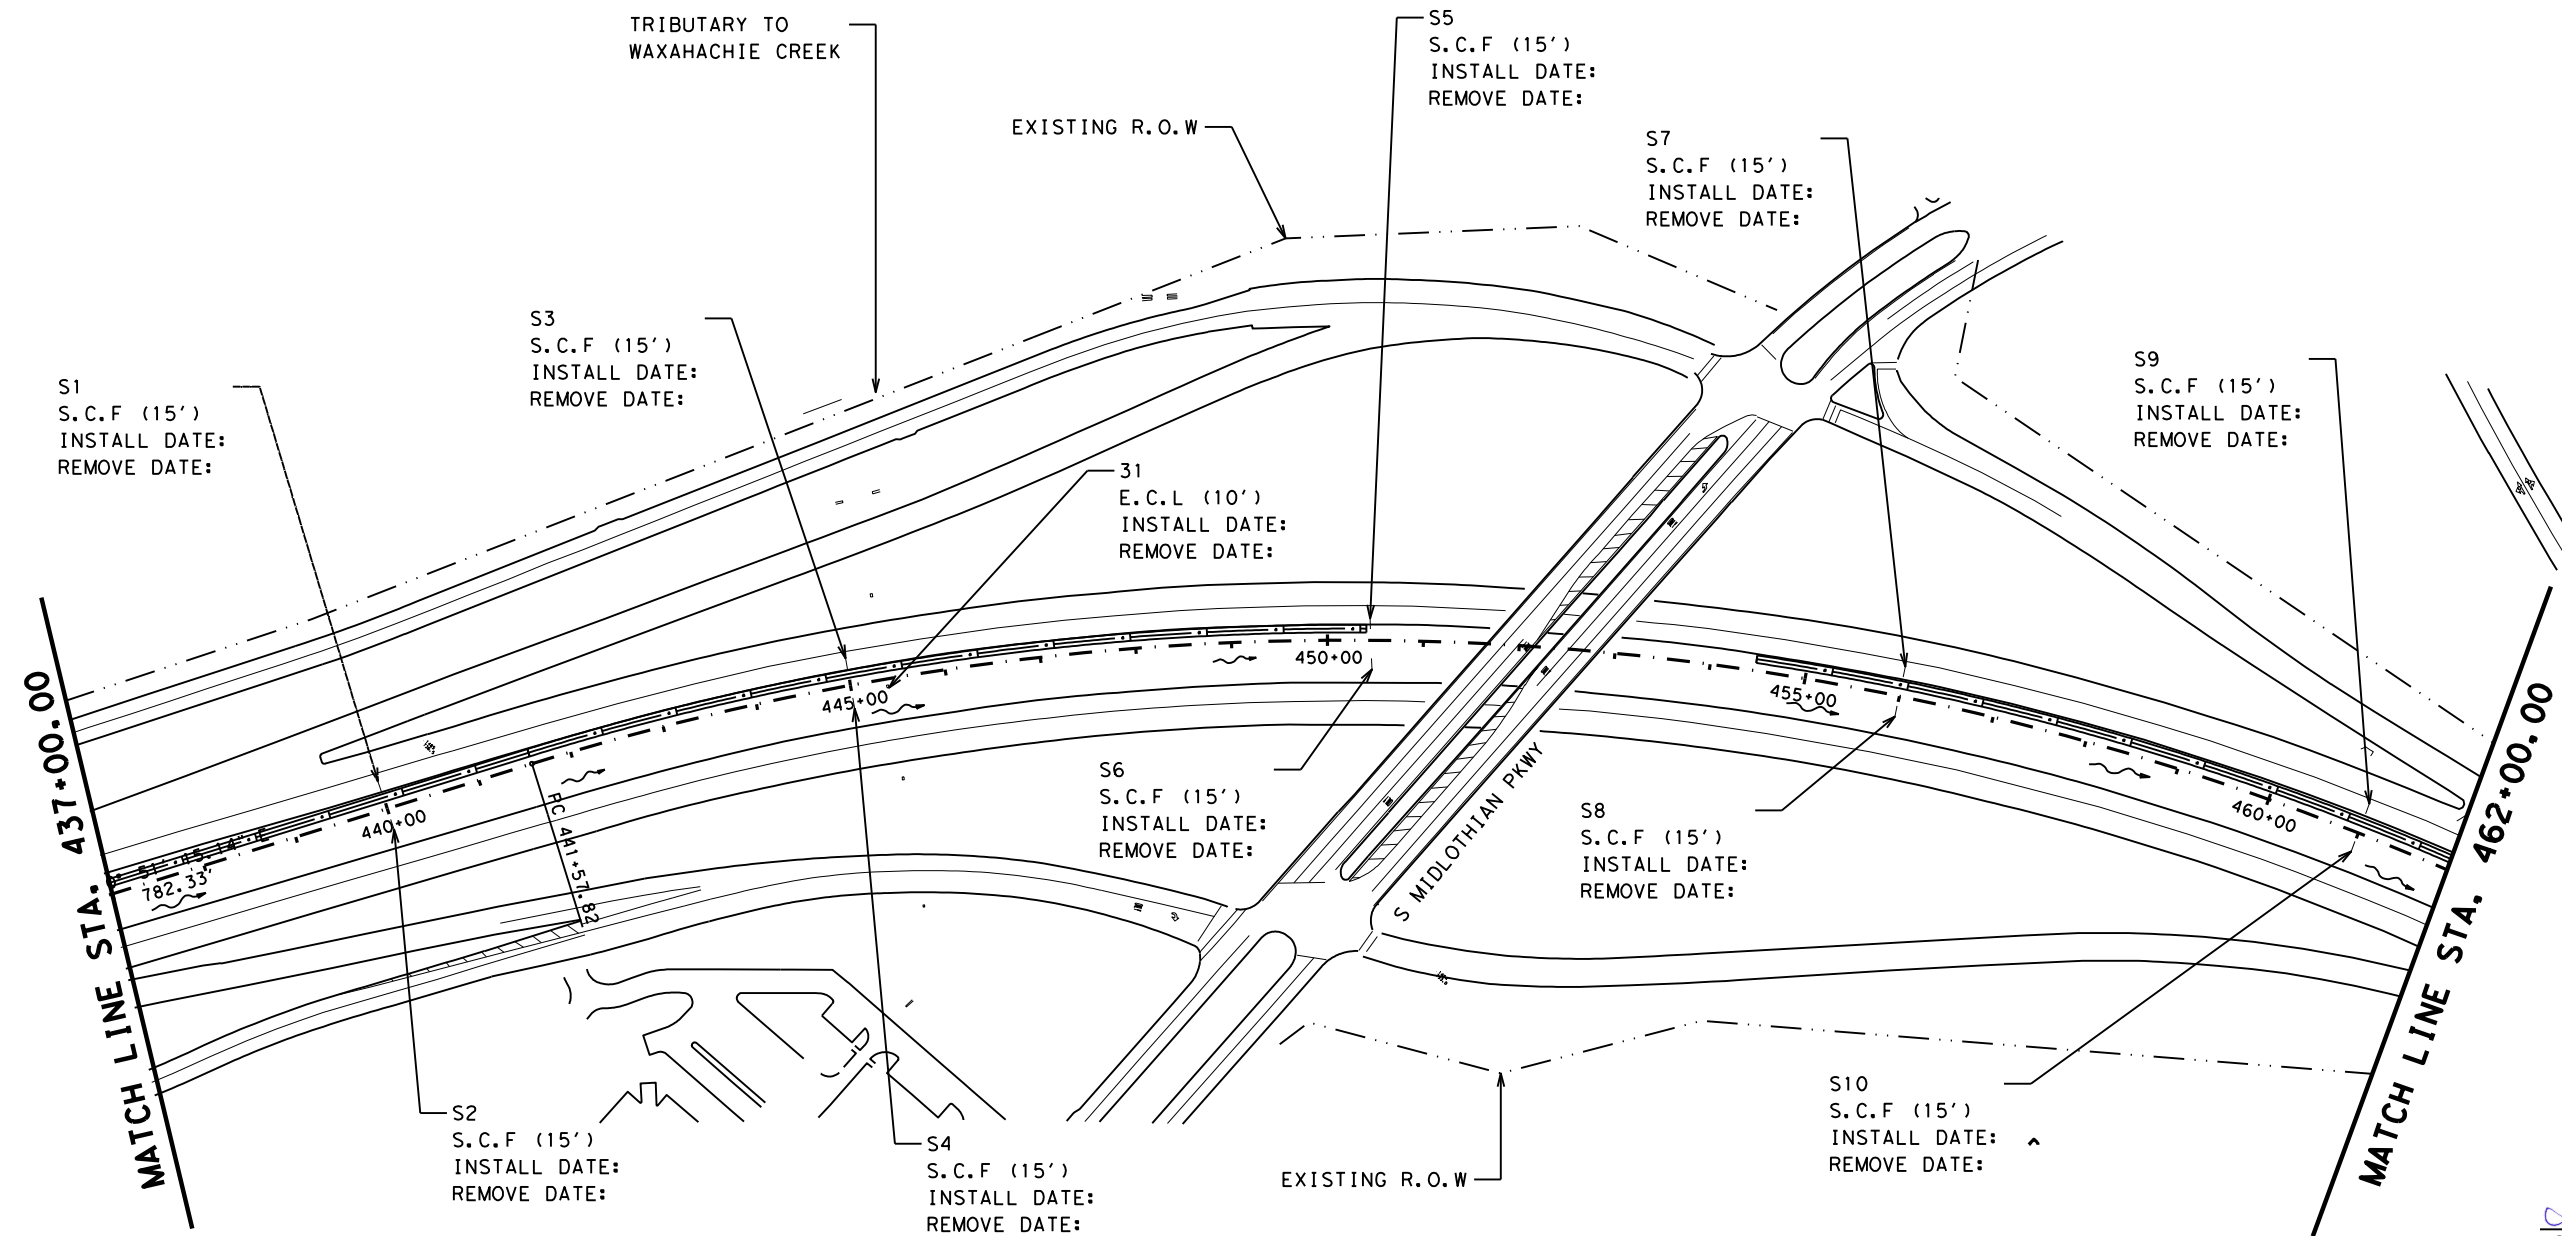 TRIBUTARY TO
WAXAHACHIE CREEK
S5
S.C.F (15')
INSTALL DATE:
REMOVE DATE:
EXISTING R.O.W
S7
S.C.F (15')
INSTALL DATE:
REMOVE DATE:
S3
S.C.F (15')
INSTALL DATE:
REMOVE DATE:
S9
S.C.F (15')
INSTALL DATE:
REMOVE DATE:
S1
S.C.F (15')
INSTALL DATE:
REMOVE DATE:
31
E.C.L (10')
INSTALL DATE:
REMOVE DATE:
MATCH LINE STA. 437+00.00
782.33'
440+00
PC 441+57.82
445+00
450+00
455+00
460+00
MATCH LINE STA. 462+00.00
S MIDLOTHIAN PKWY
S6
S.C.F (15')
INSTALL DATE:
REMOVE DATE:
S8
S.C.F (15')
INSTALL DATE:
REMOVE DATE:
S2
S.C.F (15')
INSTALL DATE:
REMOVE DATE:
S4
S.C.F (15')
INSTALL DATE:
REMOVE DATE:
EXISTING R.O.W
S10
S.C.F (15')
INSTALL DATE:
REMOVE DATE: